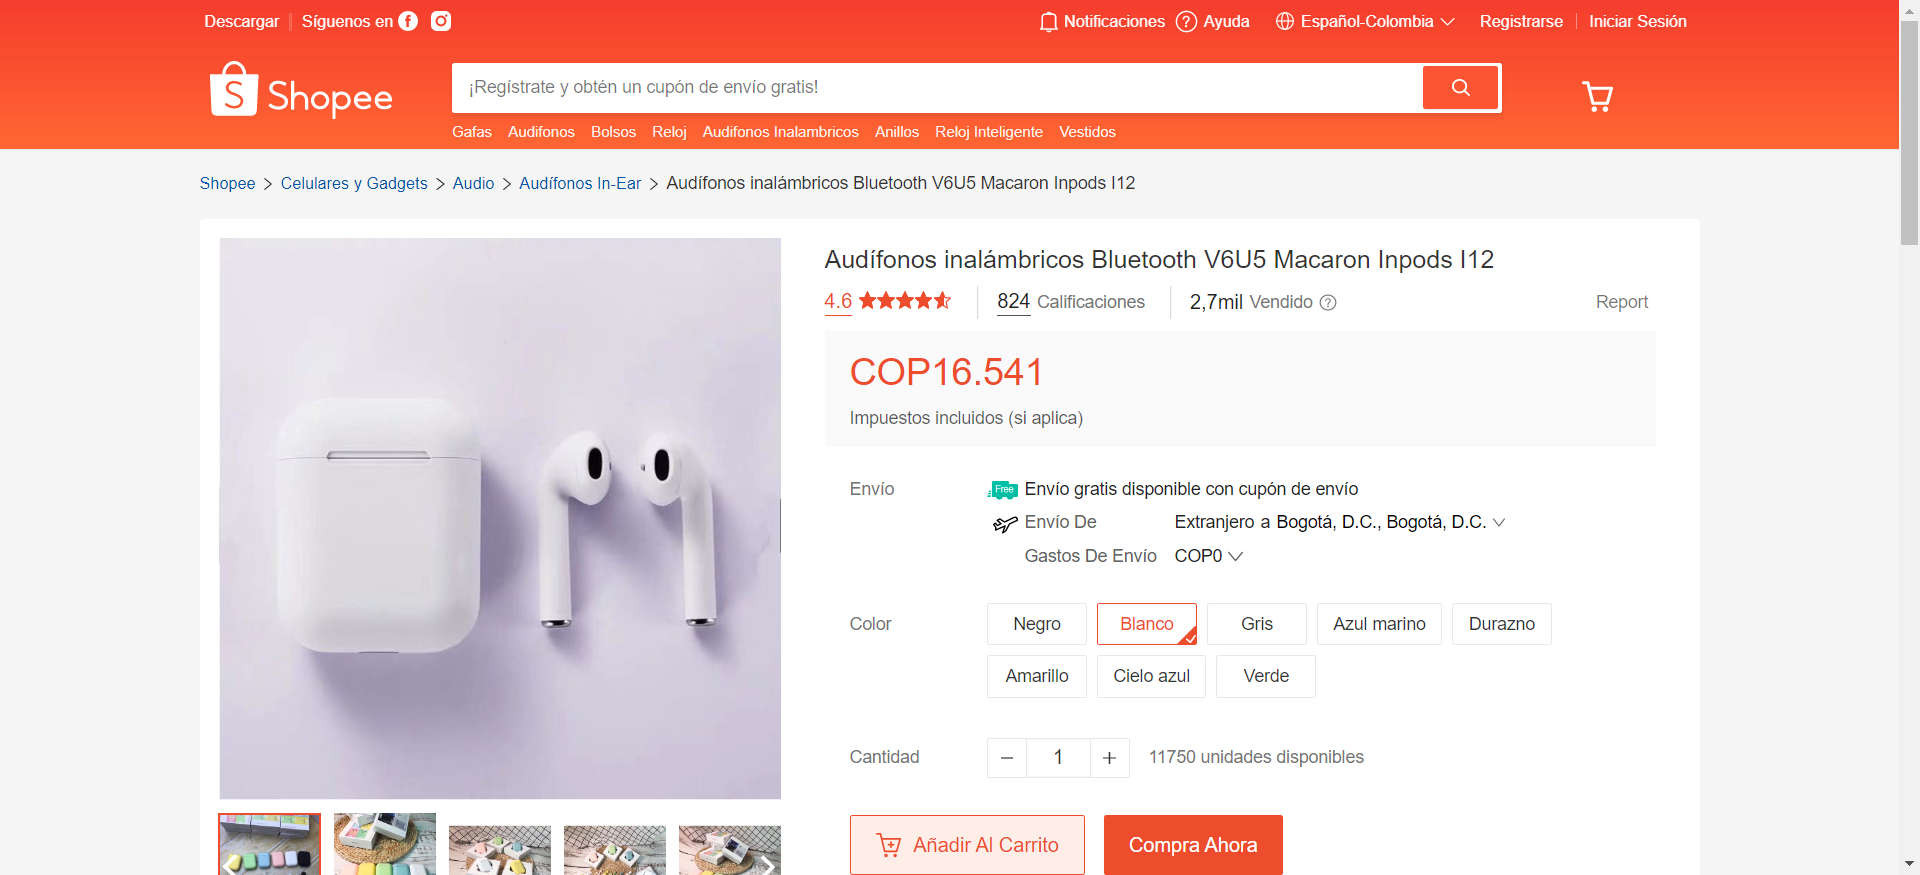 Descargar Síguenos en
Notificaciones Ayuda Español-Colombia Registrarse Iniciar Sesión
Shopee
¡Regístrate y obtén un cupón de envío gratis!
Gafas Audifonos Bolsos Reloj Audifonos Inalambricos Anillos Reloj Inteligente Vestidos
Shopee > Celulares y Gadgets > Audio > Audífonos In-Ear > Audífonos inalámbricos Bluetooth V6U5 Macaron Inpods I12
Audífonos inalámbricos Bluetooth V6U5 Macaron Inpods I12
4.6 824 Calificaciones 2,7mil Vendido Report
COP16.541
Impuestos incluidos (si aplica)
Envío Free Envío gratis disponible con cupón de envío
Envío De Extranjero a Bogotá, D.C., Bogotá, D.C.
Gastos De Envío COP0
Color Negro Blanco Gris Azul marino Durazno
Amarillo Cielo azul Verde
Cantidad 1 11750 unidades disponibles
Añadir Al Carrito Compra Ahora